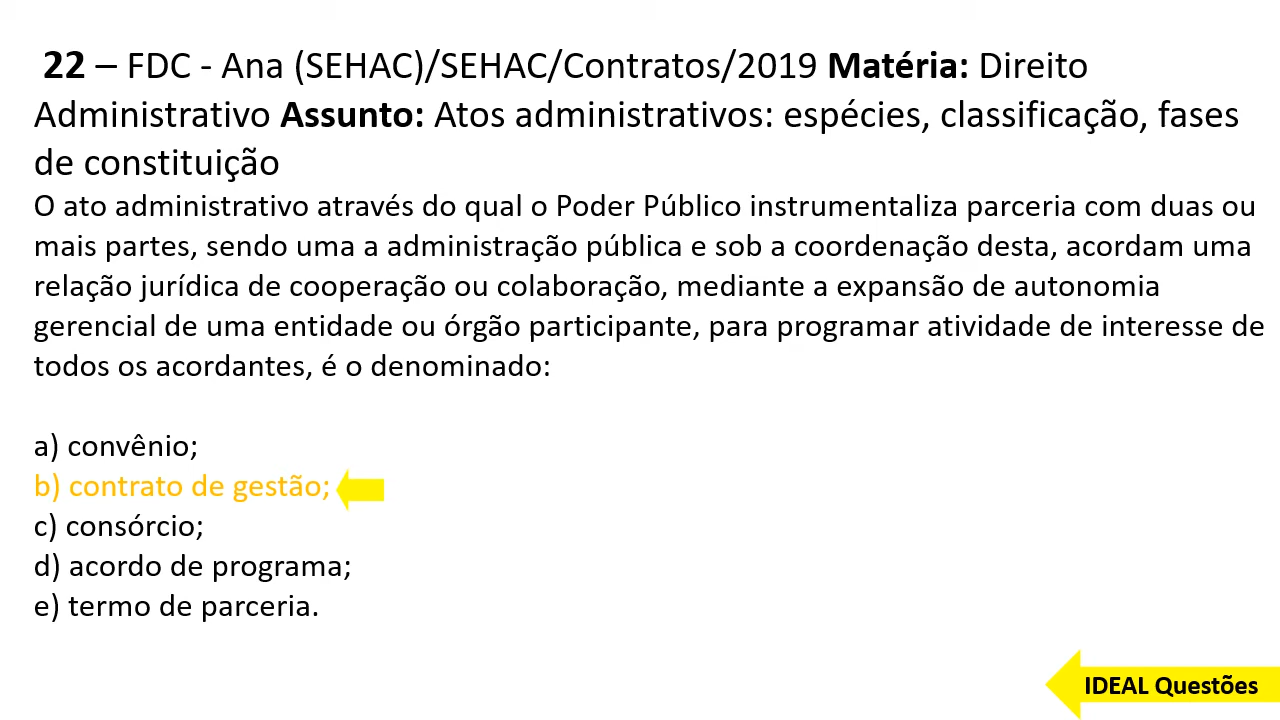 22 – FDC - Ana (SEHAC)/SEHAC/Contratos/2019 Matéria: Direito
Administrativo Assunto: Atos administrativos: espécies, classificação, fases
de constituição
O ato administrativo através do qual o Poder Público instrumentaliza parceria com duas ou
mais partes, sendo uma a administração pública e sob a coordenação desta, acordam uma
relação jurídica de cooperação ou colaboração, mediante a expansão de autonomia
gerencial de uma entidade ou órgão participante, para programar atividade de interesse de
todos os acordantes, é o denominado:
a) convênio;
b) contrato de gestão;
c) consórcio;
d) acordo de programa;
e) termo de parceria.
IDEAL Questões